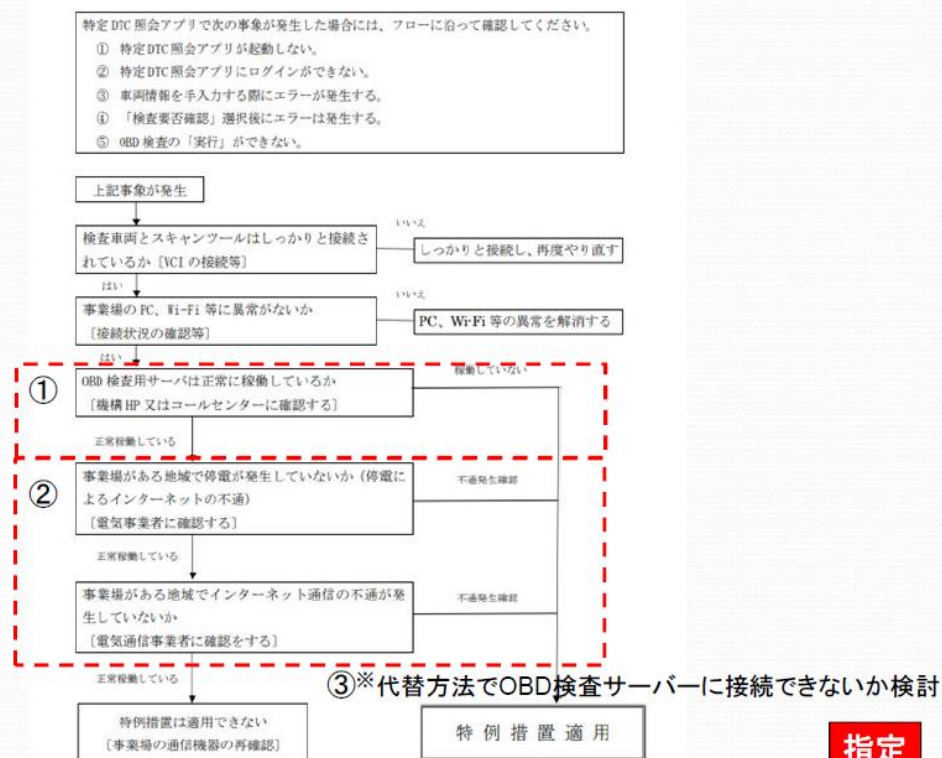 特定DTC照会アプリで次の事象が発生した場合には、フローに沿って確認してください。
① 特定DTC照会アプリが起動しない。
② 特定DTC照会アプリにログインができない。
③ 車両情報を手入力する際にエラーが発生する。
④ 「検査要否確認」選択後にエラーは発生する。
⑤ OBD検査の「実行」ができない。
上記事象が発生
いいえ
検査車両とスキャンツールはしっかりと接続さ
れているか〔VCIの接続等〕
しっかりと接続し、再度やり直す
はい
いいえ
事業場のPC、Wi-Fi等に異常がないか
〔接続状況の確認等〕
PC、Wi-Fi等の異常を解消する
はい
稼働していない
①
OBD検査用サーバは正常に稼働しているか
〔機構HP又はコールセンターに確認する〕
正常稼働している
②
事業場がある地域で停電が発生していないか（停電に
よるインターネットの不通）
〔電気事業者に確認する〕
不通発生確認
正常稼働している
事業場がある地域でインターネット通信の不通が発
生していないか
〔電気通信事業者に確認をする〕
不通発生確認
正常稼働している
③※代替方法でOBD検査サーバーに接続できないか検討
特例措置は適用できない
〔事業場の通信機器の再確認〕
特例措置適用
指定